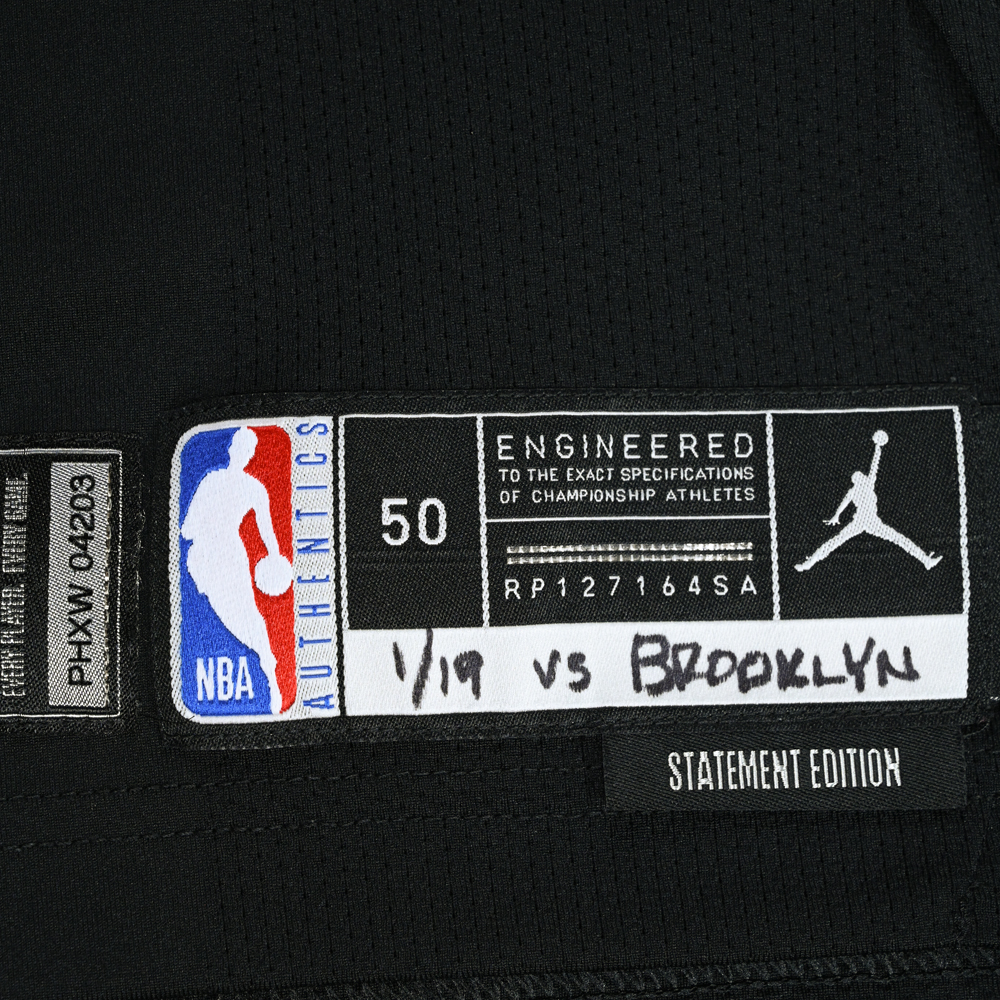 EVERY PLAYER. EVERY GAME.
PHXW 04203
NBA
AUTHENTICS
50
ENGINEERED
TO THE EXACT SPECIFICATIONS
OF CHAMPIONSHIP ATHLETES
RP127164SA
1/19 VS BROOKLYN
STATEMENT EDITION